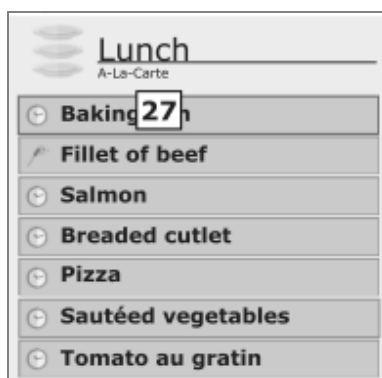 Lunch
A-La-Carte
Baking
27
Fillet of beef
Salmon
Breaded cutlet
Pizza
Sautéed vegetables
Tomato au gratin